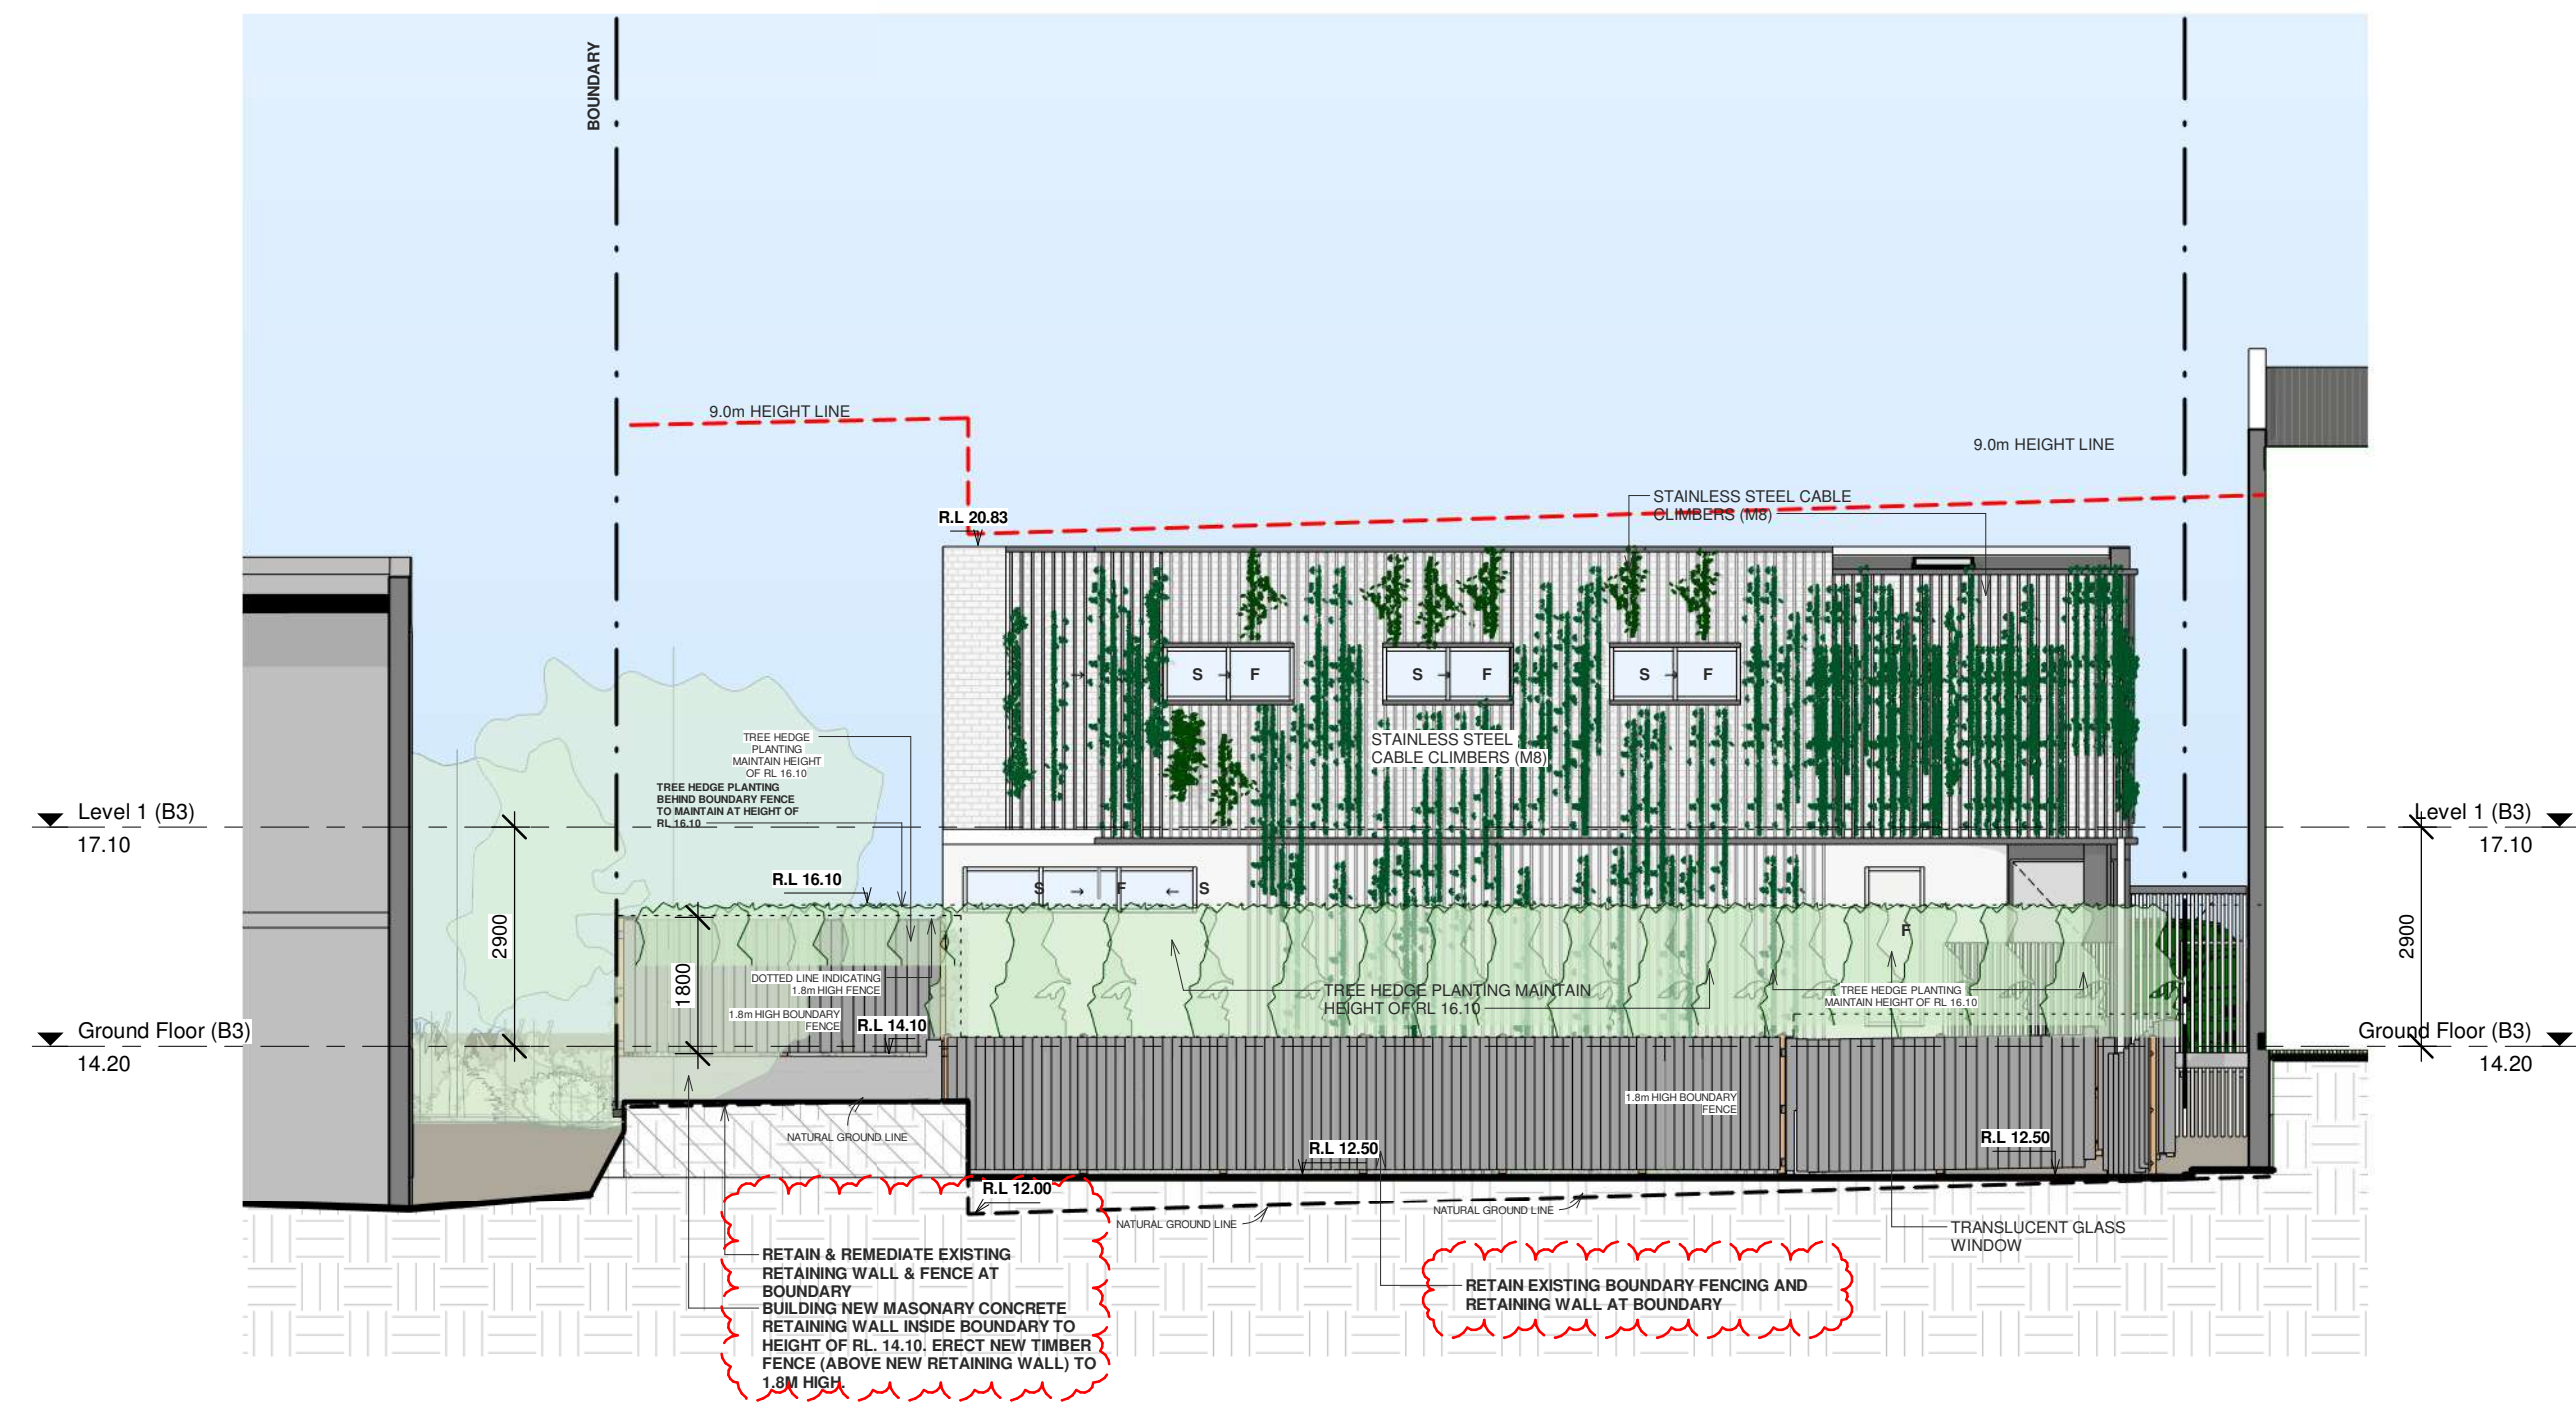 BOUNDARY
9.0m HEIGHT LINE
9.0m HEIGHT LINE
STAINLESS STEEL CABLE
CLIMBERS (M8)
R.L 20.83
S → F
S → F
S → F
→
STAINLESS STEEL
CABLE CLIMBERS (M8)
TREE HEDGE
PLANTING
MAINTAIN HEIGHT
OF RL 16.10
TREE HEDGE PLANTING
BEHIND BOUNDARY FENCE
TO MAINTAIN AT HEIGHT OF
RL 16.10
Level 1 (B3)
17.10
Level 1 (B3)
17.10
R.L 16.10
S → F ← S
2900
1800
F
2900
DOTTED LINE INDICATING
1.8m HIGH FENCE
TREE HEDGE PLANTING MAINTAIN
HEIGHT OF RL 16.10
TREE HEDGE PLANTING
MAINTAIN HEIGHT OF RL 16.10
1.8m HIGH BOUNDARY
FENCE
R.L 14.10
Ground Floor (B3)
14.20
Ground Floor (B3)
14.20
1.8m HIGH BOUNDARY
FENCE
NATURAL GROUND LINE
R.L 12.50
R.L 12.50
R.L 12.00
NATURAL GROUND LINE
NATURAL GROUND LINE
TRANSLUCENT GLASS
WINDOW
RETAIN & REMEDIATE EXISTING
RETAINING WALL & FENCE AT
BOUNDARY
BUILDING NEW MASONARY CONCRETE
RETAINING WALL INSIDE BOUNDARY TO
HEIGHT OF RL. 14.10. ERECT NEW TIMBER
FENCE (ABOVE NEW RETAINING WALL) TO
1.8M HIGH.
RETAIN EXISTING BOUNDARY FENCING AND
RETAINING WALL AT BOUNDARY